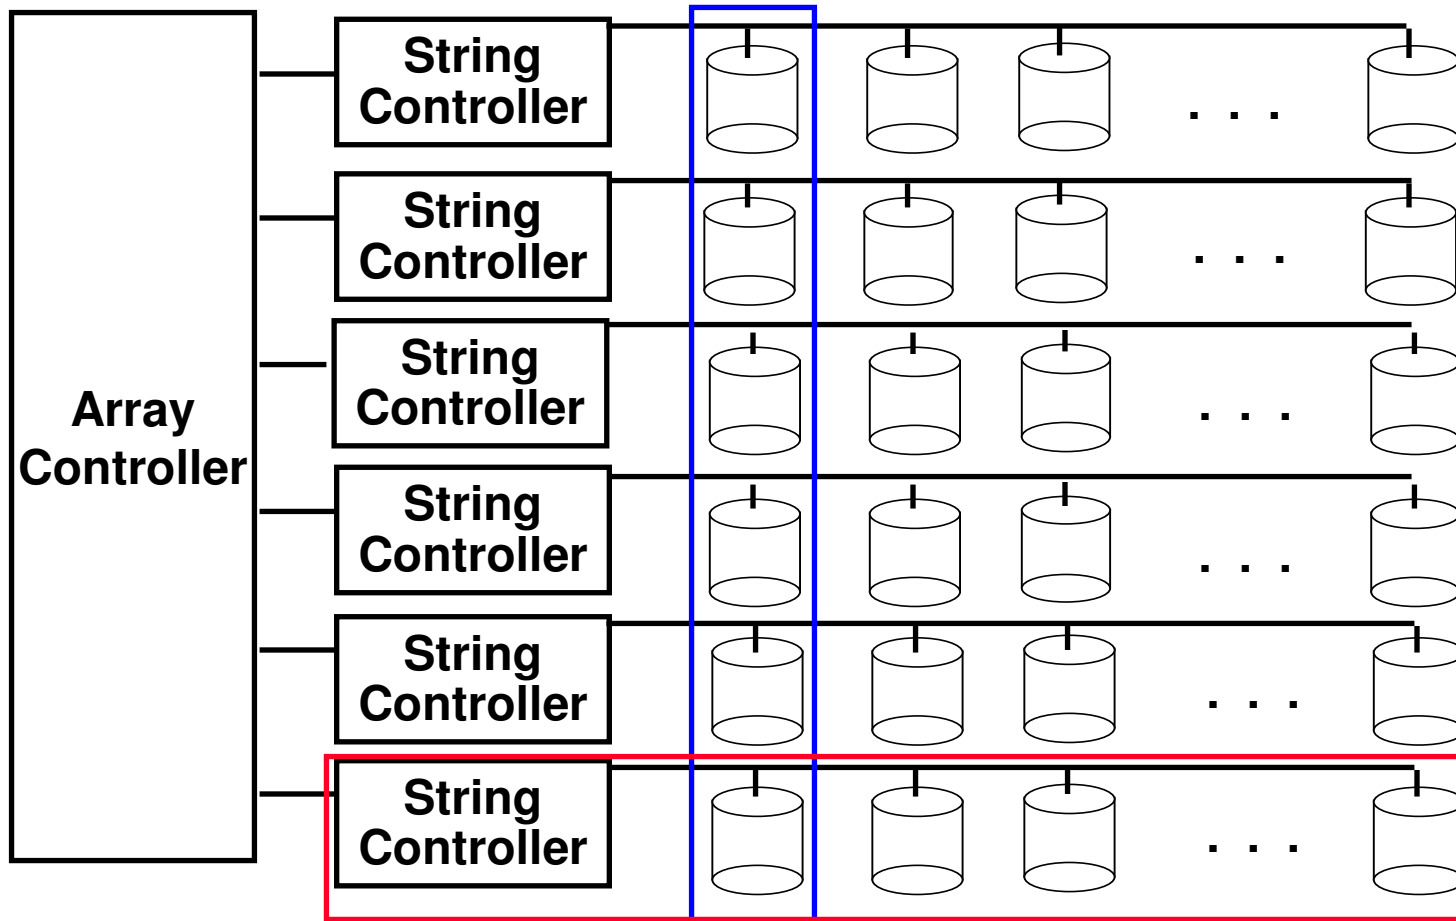 String
Controller
. . .
String
Controller
. . .
String
Controller
. . .
Array
Controller
String
Controller
. . .
String
Controller
. . .
String
Controller
. . .